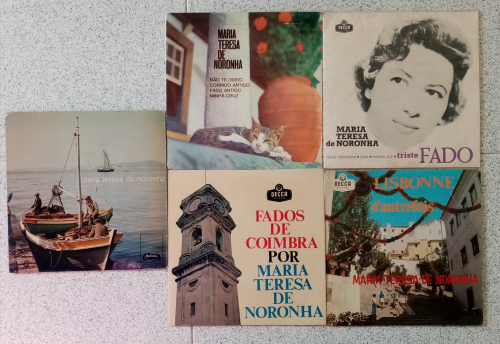 maria teresa de noronha
MARIA
TERESA
DE
NORONHA
NÃO TE ODEIO
CORRIDO ANTIGO
FADO ANTIGO
MINHA CRUZ
DECCA
MARIA
TERESA
de NORONHA
triste FADO
DECCA
FADOS
DE
COIMBRA
POR
MARIA
TERESA
DE
NORONHA
DECCA
LISBONNE
d'autrefois
MARIA TERESA DE NORONHA